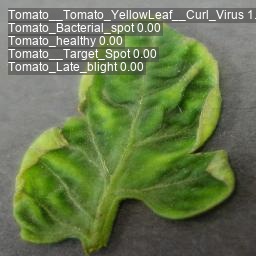 Tomato__Tomato_YellowLeaf__Curl_Virus 1.
Tomato_Bacterial_spot 0.00
Tomato_healthy 0.00
Tomato__Target_Spot 0.00
Tomato_Late_blight 0.00